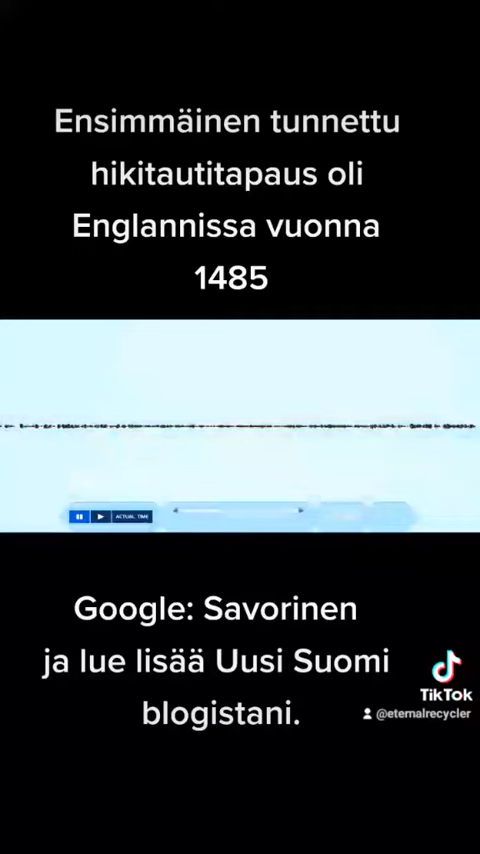 Ensimmäinen tunnettu
hikitautitapaus oli
Englannissa vuonna
1485
ACTUAL TIME
Google: Savorinen
ja lue lisää Uusi Suomi
blogistani.
TikTok
@eternalrecycler